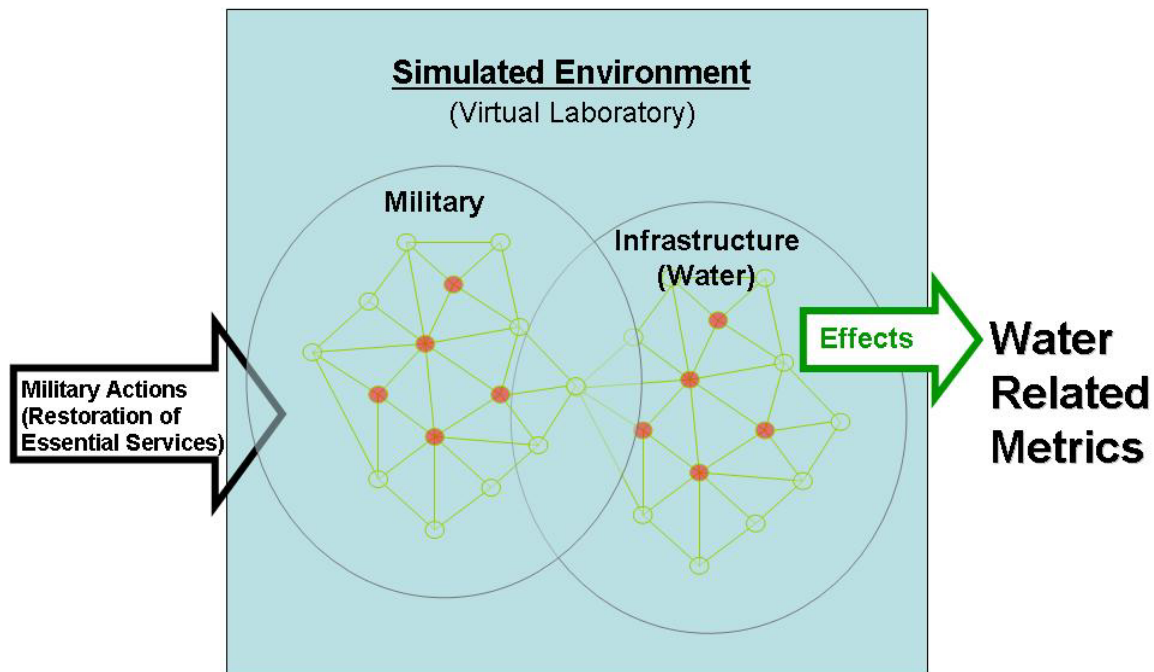 Simulated Environment
(Virtual Laboratory)
Military
Infrastructure
(Water)
Military Actions
(Restoration of
Essential Services)
Effects
Water
Related
Metrics